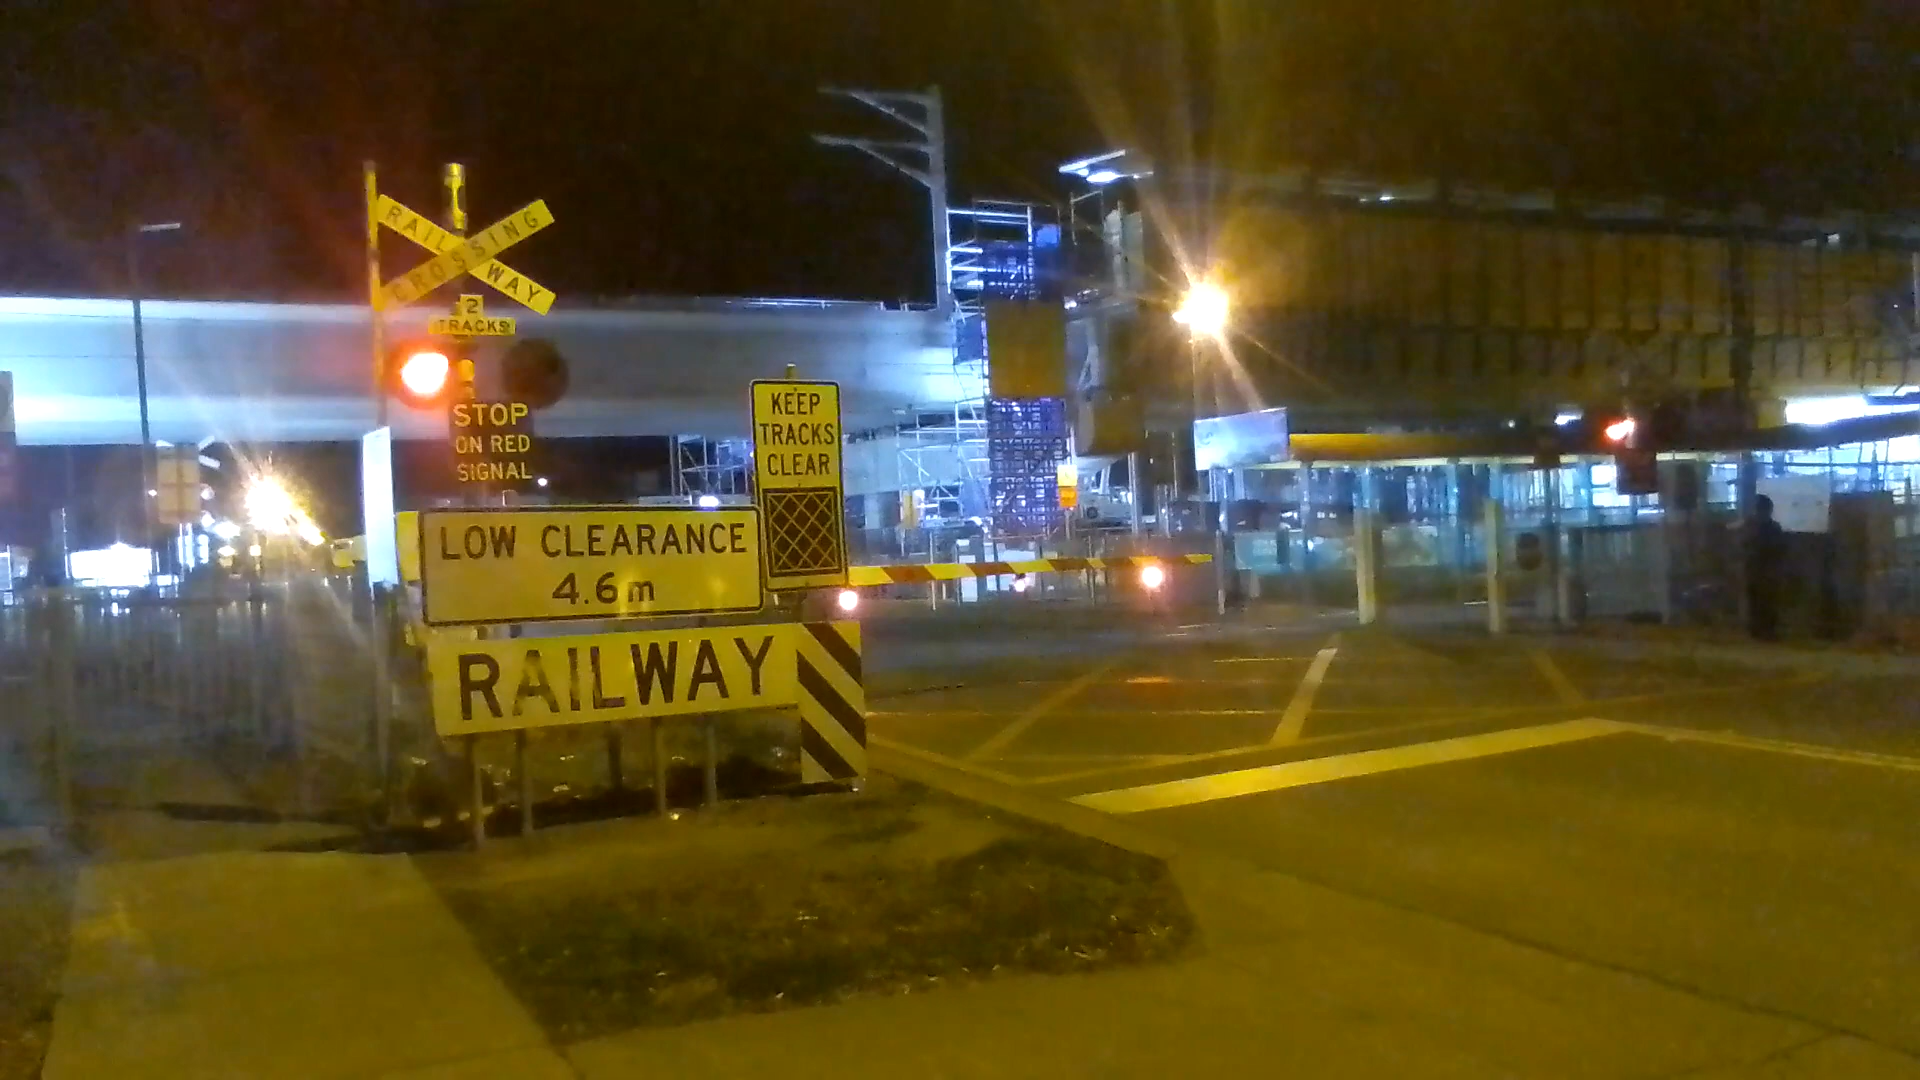 RAILWAY
CROSSING
2
TRACKS
STOP
ON RED
SIGNAL
KEEP
TRACKS
CLEAR
LOW CLEARANCE
4.6m
RAILWAY